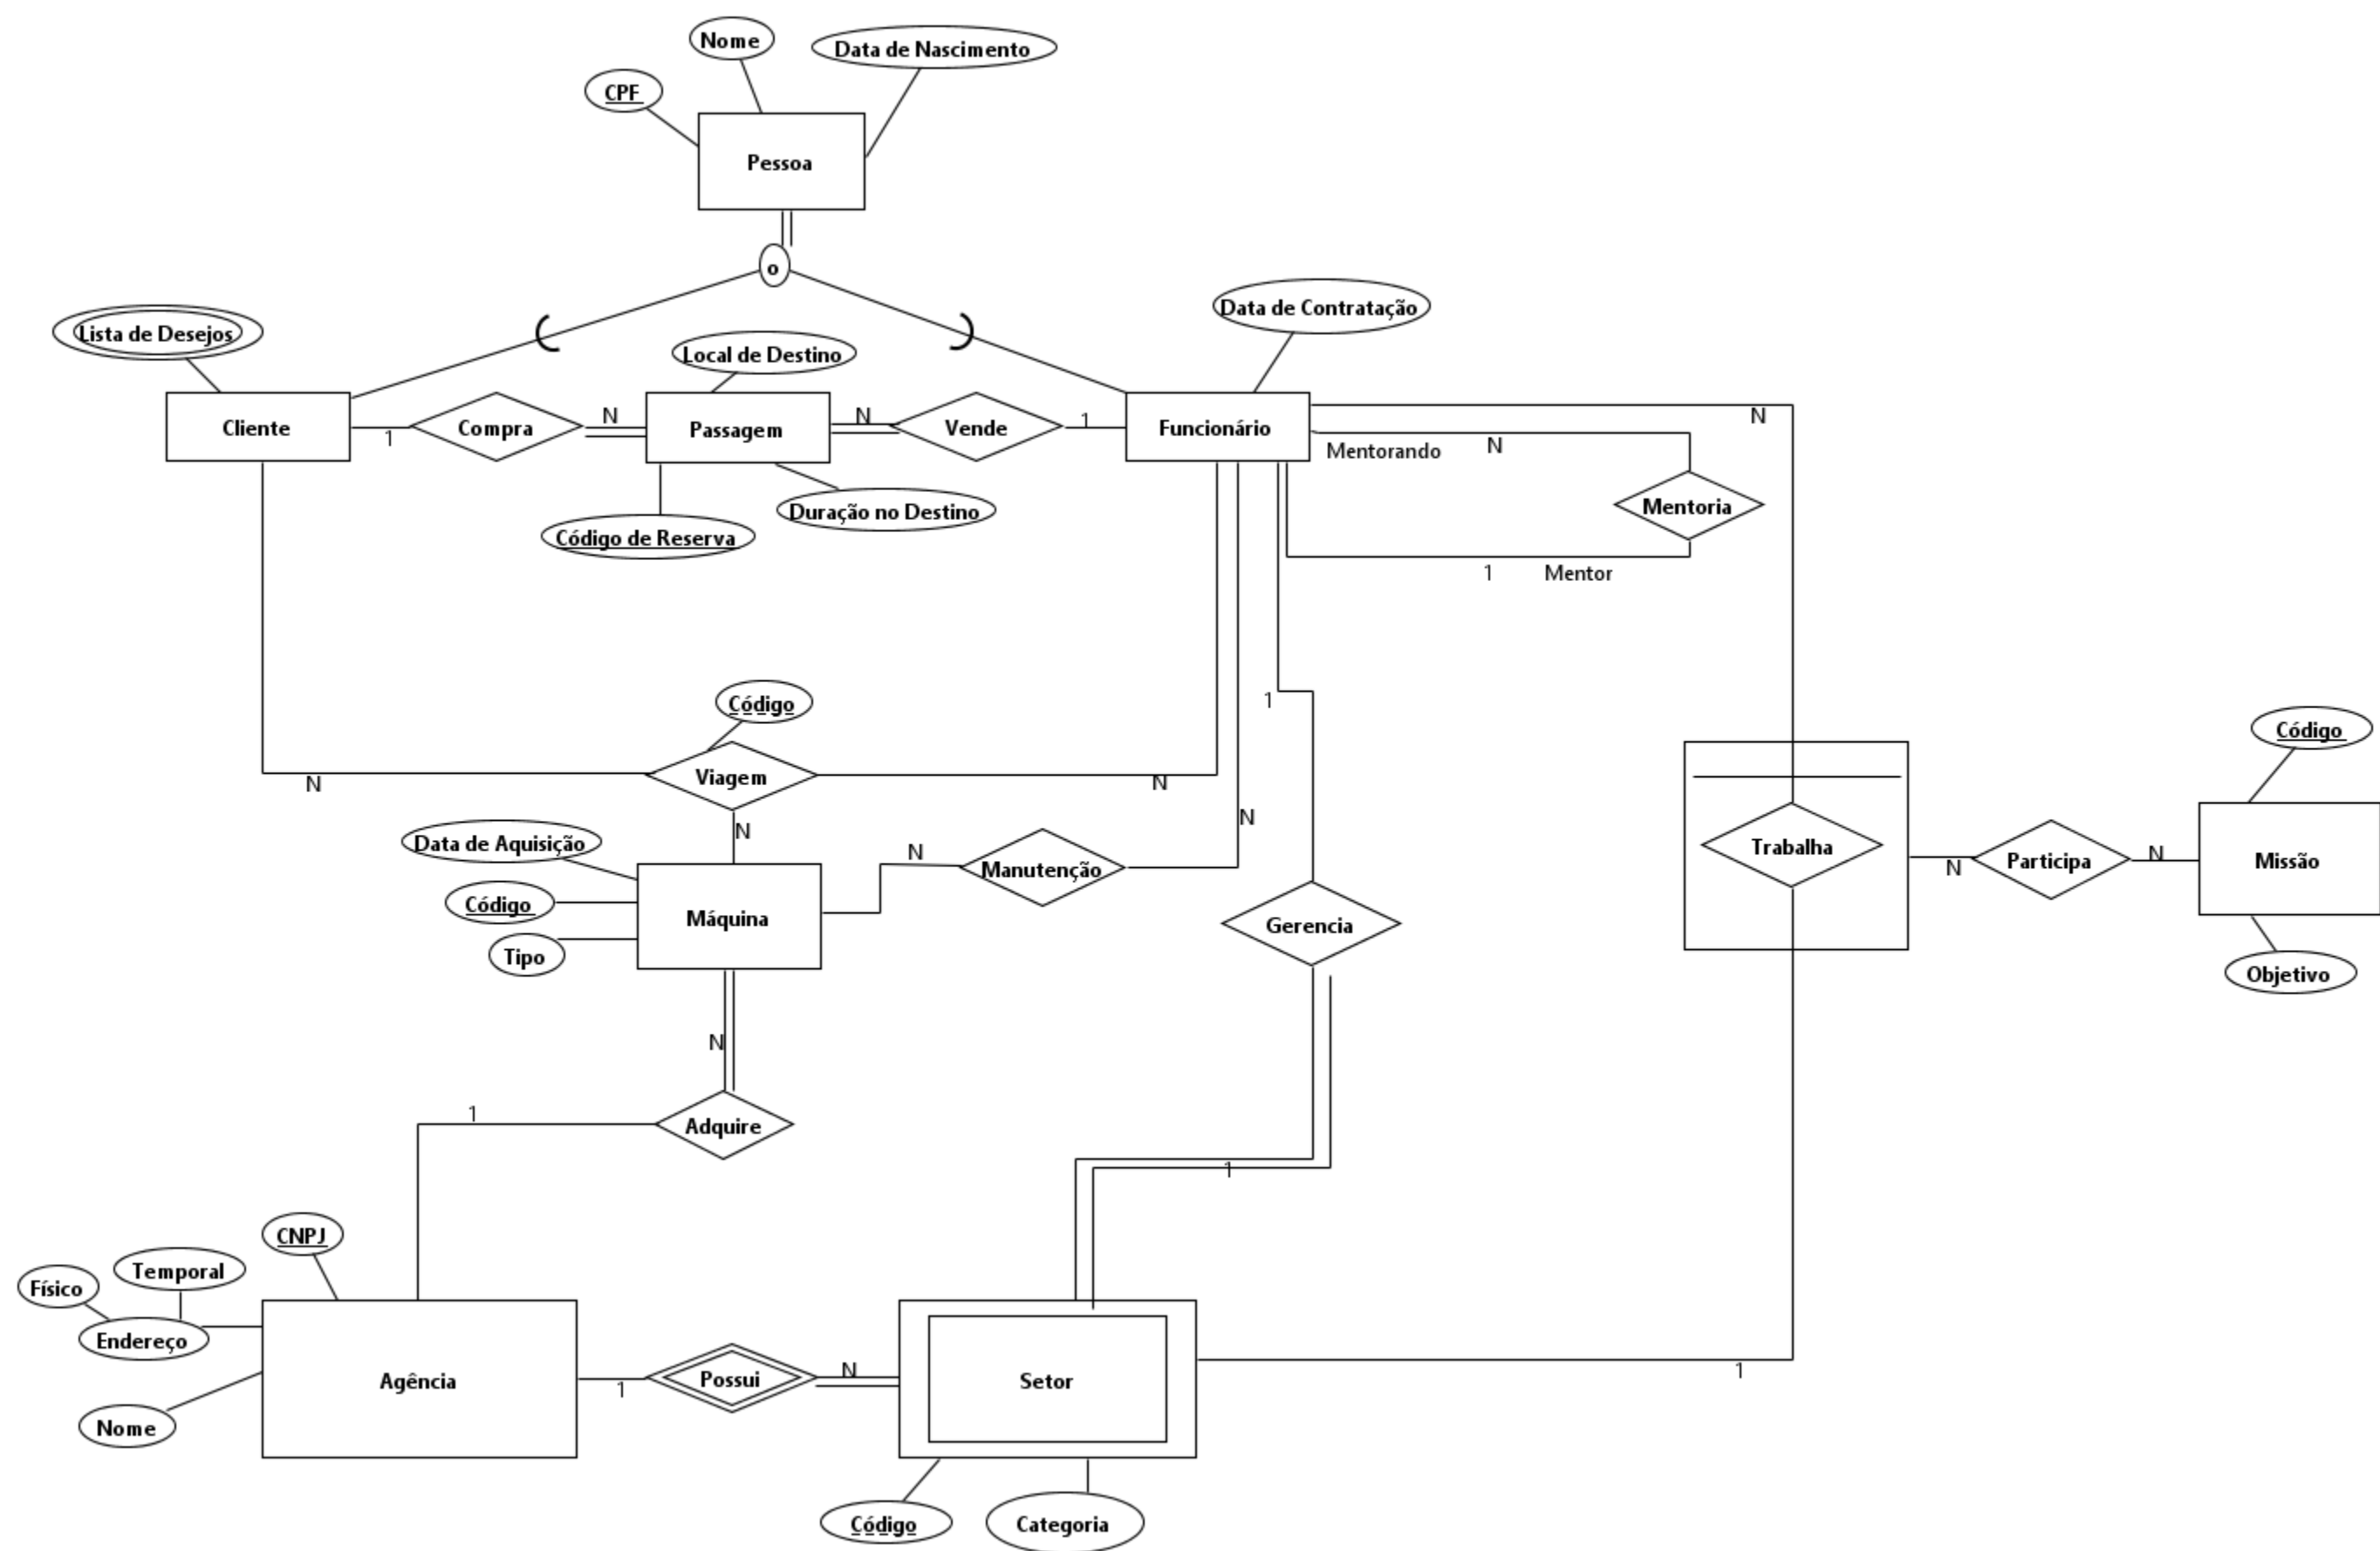 Nome
Data de Nascimento
CPF
Pessoa
o
Data de Contratação
Lista de Desejos
Local de Destino
Cliente
1
Compra
N
Passagem
N
Vende
1
Funcionário
N
Mentorando
N
Mentoria
Duração no Destino
Código de Reserva
1
Mentor
Código
1
Código
N
Viagem
N
N
N
Data de Aquisição
N
Manutenção
Trabalha
N
Participa
N
Missão
Código
Máquina
Gerencia
Tipo
Objetivo
N
1
Adquire
1
CNPJ
Temporal
Físico
Endereço
Agência
1
Possui
N
Setor
1
Nome
Código
Categoria